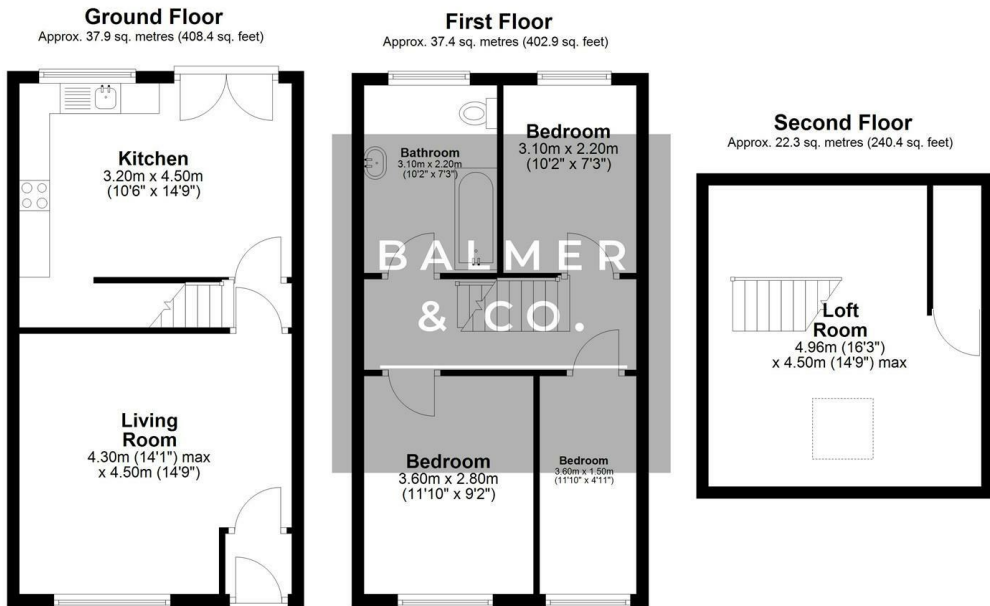 Ground Floor
Approx. 37.9 sq. metres (408.4 sq. feet)
Kitchen
3.20m x 4.50m
(10'6" x 14'9")
Living
Room
4.30m (14'1") max
x 4.50m (14'9")
First Floor
Approx. 37.4 sq. metres (402.9 sq. feet)
Bathroom
3.10m x 2.20m
(10'2" x 7'3")
Bedroom
3.10m x 2.20m
(10'2" x 7'3")
BALMER
& CO.
Bedroom
3.60m x 2.80m
(11'10" x 9'2")
Bedroom
3.60m x 1.50m
(11'10" x 4'11")
Second Floor
Approx. 22.3 sq. metres (240.4 sq. feet)
Loft
Room
4.96m (16'3")
x 4.50m (14'9") max